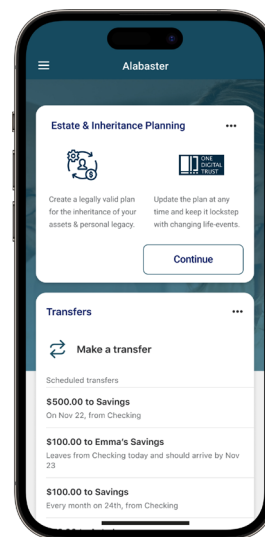 Alabaster
Estate & Inheritance Planning
ONE
DIGITAL
TRUST
Create a legally valid plan
for the inheritance of your
assets & personal legacy.
Update the plan at any
time and keep it lockstep
with changing life-events.
Continue
Transfers
Make a transfer
Scheduled transfers
$500.00 to Savings
On Nov 22, from Checking
$100.00 to Emma's Savings
Leaves from Checking today and should arrive by Nov
23
$100.00 to Savings
Every month on 24th, from Checking